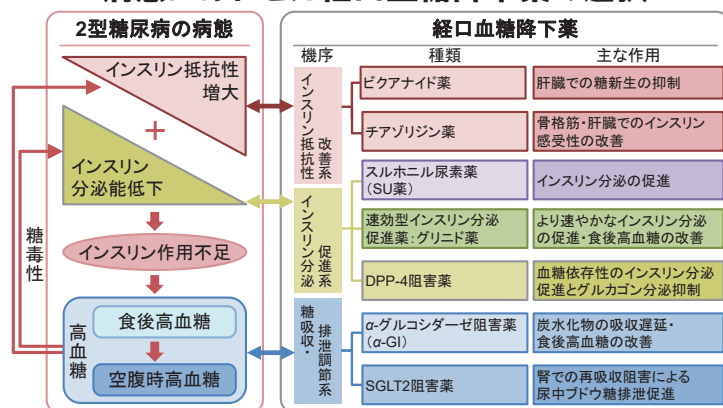 2型糖尿病の病態
インスリン抵抗性
増大
+
インスリン
分泌能低下
インスリン作用不足
糖毒性
高血糖
食後高血糖
空腹時高血糖
経口血糖降下薬
機序
種類
主な作用
インスリン抵抗性
改善系
ビグアナイド薬
肝臓での糖新生の抑制
チアゾリジン薬
骨格筋・肝臓でのインスリン
感受性の改善
インスリン分泌
促進系
スルホニル尿素薬
(SU薬)
インスリン分泌の促進
速効型インスリン分泌
促進薬:グリニド薬
より速やかなインスリン分泌
の促進・食後高血糖の改善
DPP-4阻害薬
血糖依存性のインスリン分泌
促進とグルカゴン分泌抑制
糖吸収・
排泄調節系
α-グルコシダーゼ阻害薬
(α-GI)
炭水化物の吸収遅延・
食後高血糖の改善
SGLT2阻害薬
腎での再吸収阻害による
尿中ブドウ糖排泄促進